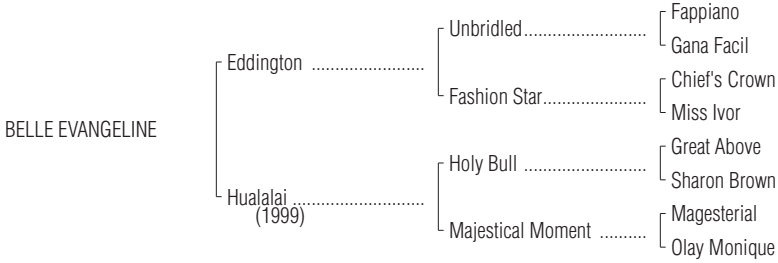 Fappiano
Unbridled..........................
Gana Facil
Eddington ........................
Chief's Crown
Fashion Star......................
Miss Ivor
BELLE EVANGELINE
Great Above
Holy Bull ..........................
Sharon Brown
Hualalai ............................
(1999)
Magesterial
Majestical Moment ..........
Olay Monique